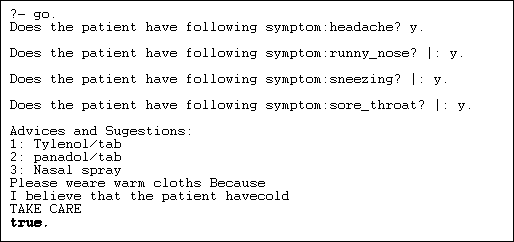 ?- go.
Does the patient have following symptom:headache? y.
Does the patient have following symptom:runny_nose? |: y.
Does the patient have following symptom:sneezing? |: y.
Does the patient have following symptom:sore_throat? |: y.
Advices and Sugestions:
1: Tylenol/tab
2: panadol/tab
3: Nasal spray
Please weare warm cloths Because
I believe that the patient havecold
TAKE CARE
true.